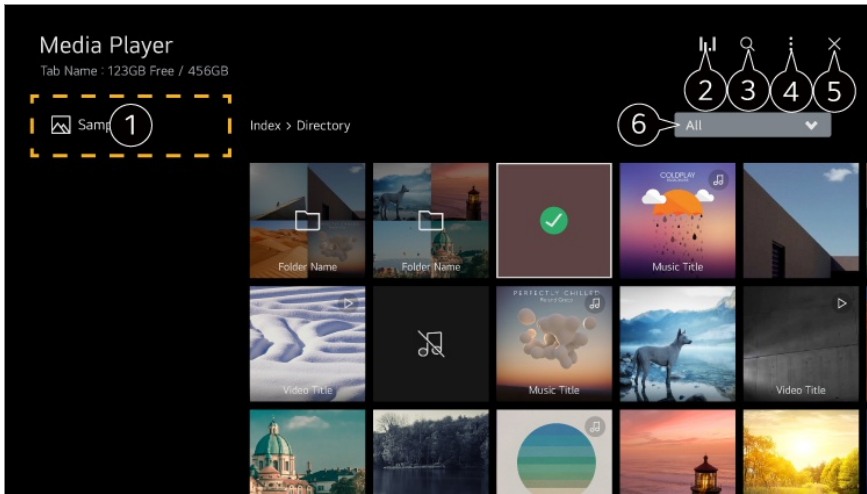 Media Player
Tab Name : 123GB Free / 456GB
2
3
4
5
1
Index > Directory
6
All
Folder Name
Folder Name
COLDPLAY
Music Title
Video Title
PERFECTLY CHILLED
Music Title
Video Title